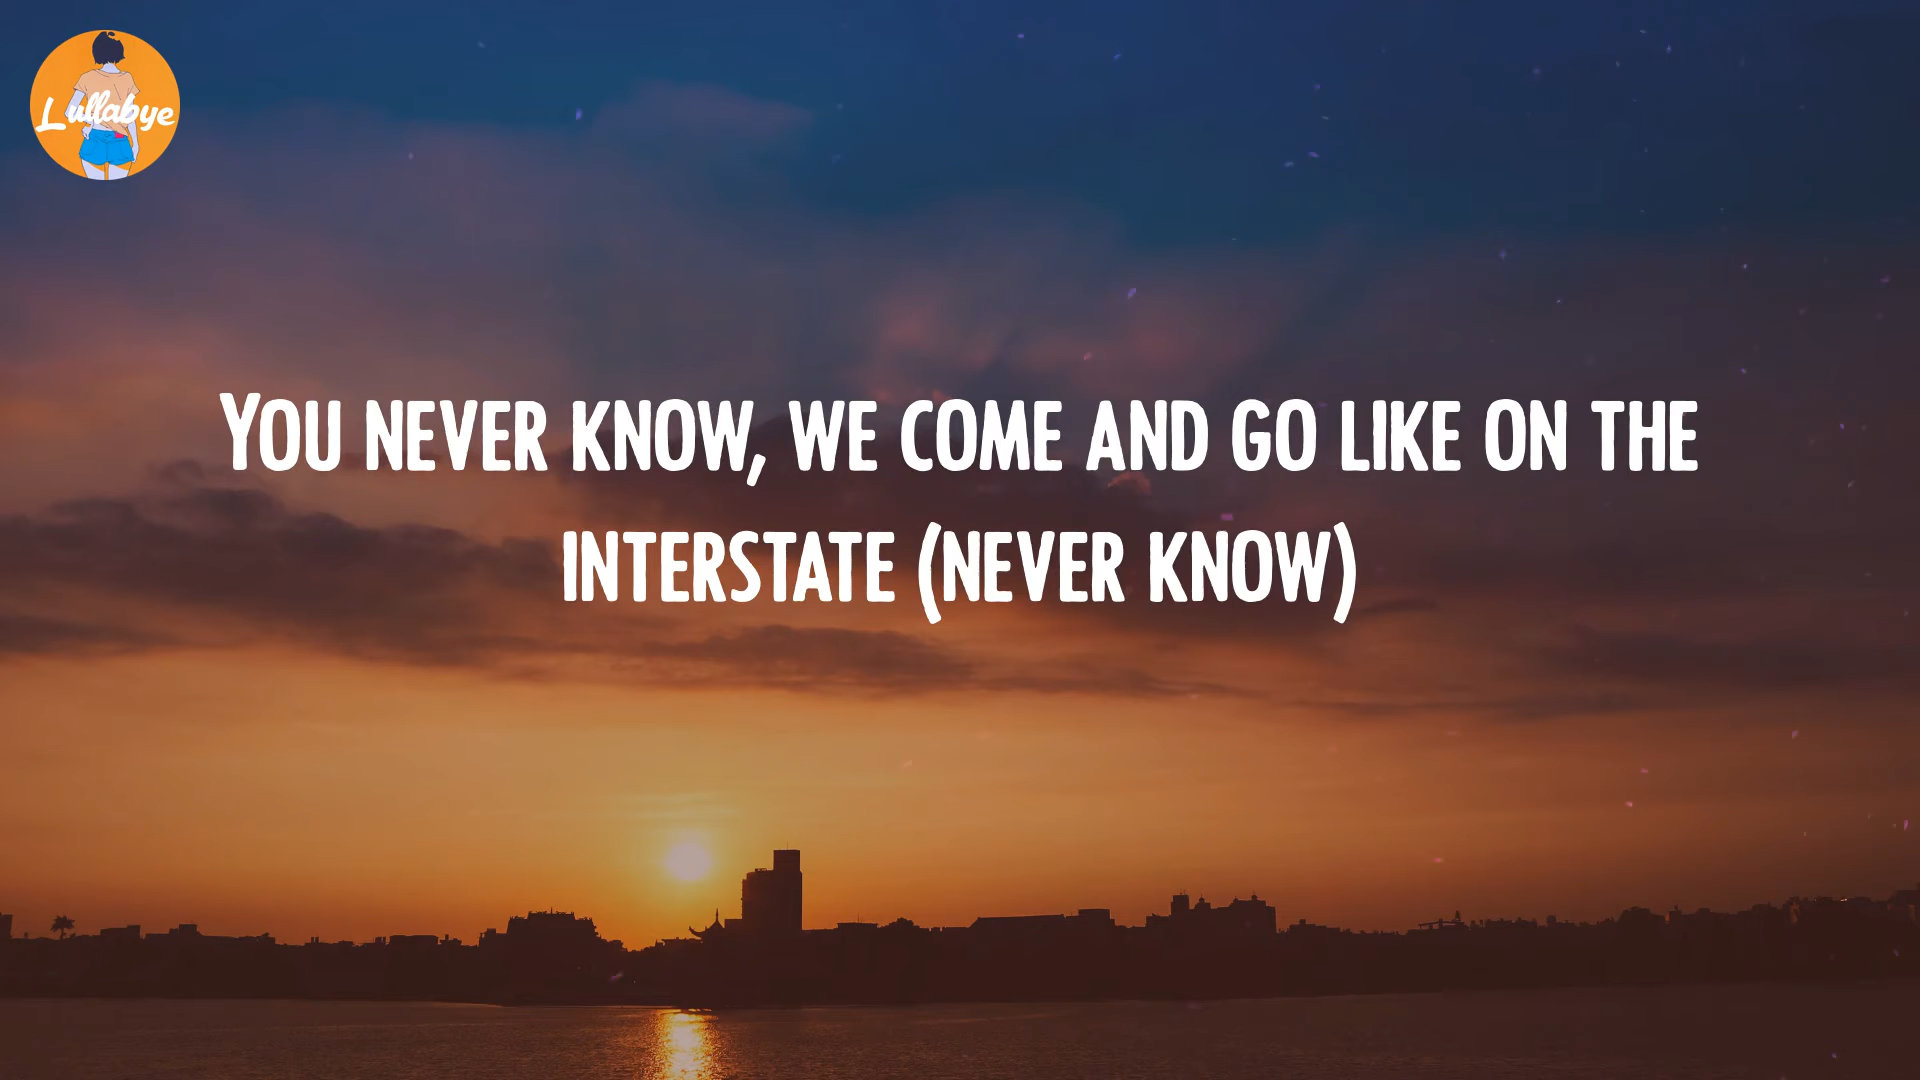 Lullabye
YOU NEVER KNOW, WE COME AND GO LIKE ON THE
INTERSTATE (NEVER KNOW)